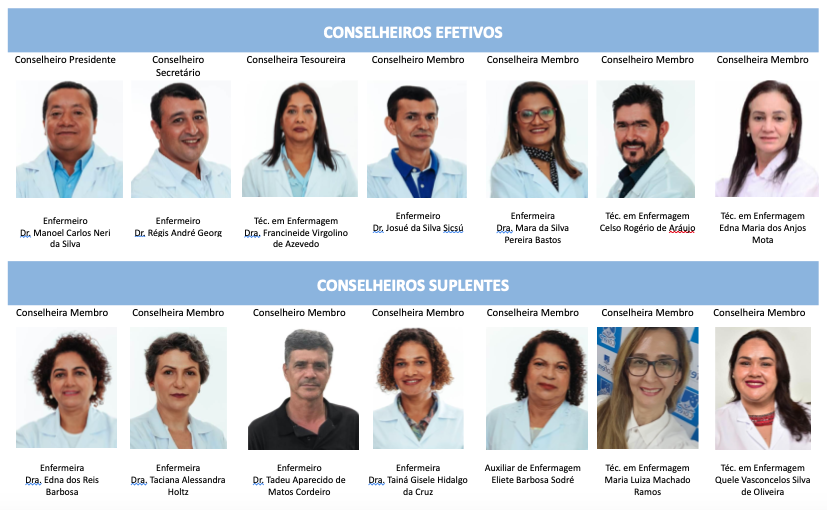 CONSELHEIROS EFETIVOS
Conselheiro Presidente
Conselheiro
Secretário
Conselheira Tesoureira
Conselheiro Membro
Conselheira Membro
Conselheiro Membro
Conselheira Membro
Enfermeiro
Dr. Manoel Carlos Neri
da Silva
Enfermeiro
Dr. Régis André Georg
Téc. em Enfermagem
Dra, Francineide Virgolino
de Azevedo
Enfermeiro
Dr. Josué da Silva Sicsú
Enfermeira
Dra. Mara da Silva
Pereira Bastos
Téc. em Enfermagem
Celso Rogério de Aráujo
Téc. em Enfermagem
Edna Maria dos Anjos
Mota
CONSELHEIROS SUPLENTES
Conselheira Membro
Conselheira Membro
Conselheiro Membro
Conselheira Membro
Conselheira Membro
Conselheira Membro
Conselheira Membro
Enfermeira
Dra. Edna dos Reis
Barbosa
Enfermeira
Dra. Taciana Alessandra
Holtz
Enfermeiro
Dr. Tadeu Aparecido de
Matos Cordeiro
Enfermeira
Dra. Tainá Gisele Hidalgo
da Cruz
Auxiliar de Enfermagem
Eliete Barbosa Sodré
Téc. em Enfermagem
Maria Luiza Machado
Ramos
Téc. em Enfermagem
Quele Vasconcelos Silva
de Oliveira